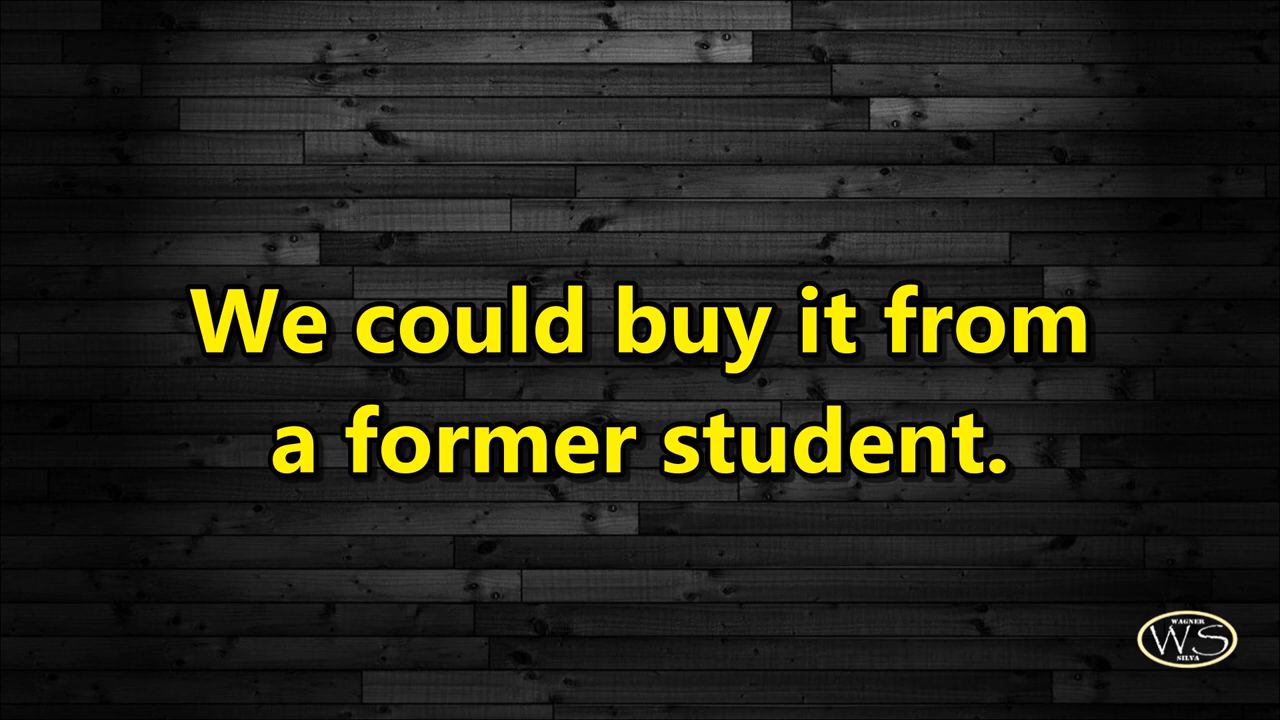 We could buy it from
a former student.
WAGNER
WS
SILVA